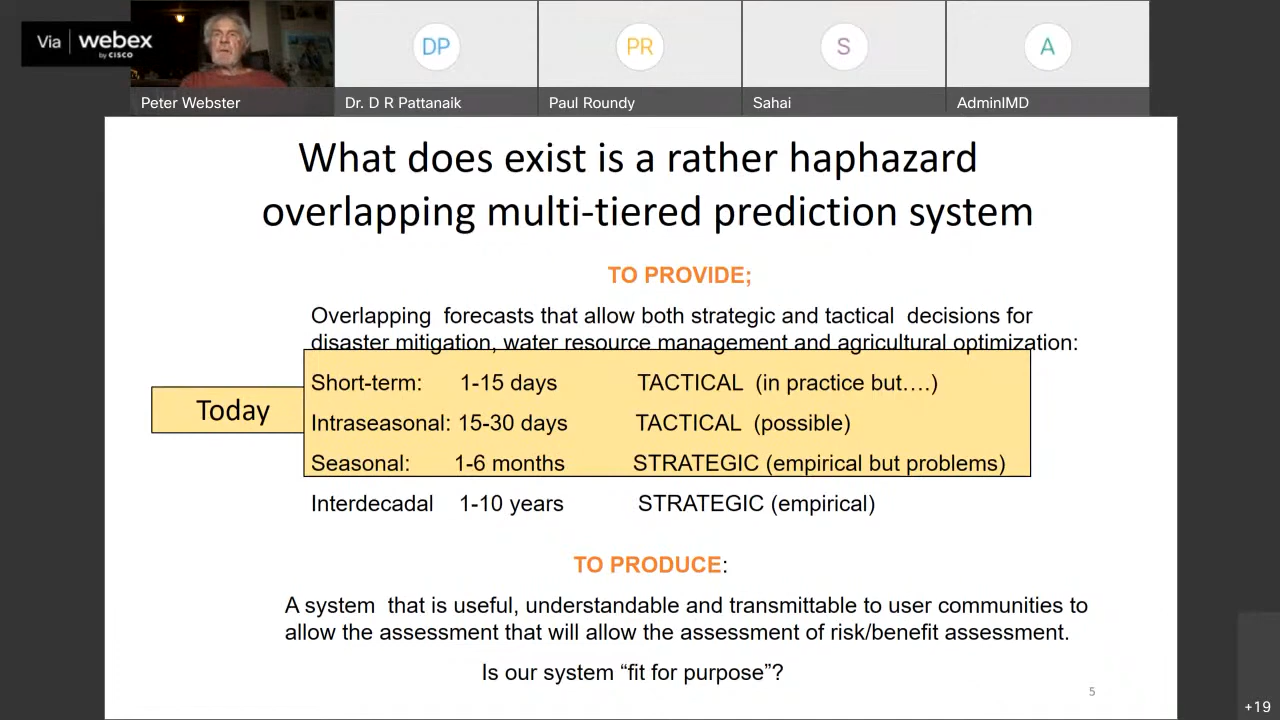 Via webex
by CISCO
DP
PR
S
A
Peter Webster
Dr. D R Pattanaik
Paul Roundy
Sahai
AdminIMD
What does exist is a rather haphazard
overlapping multi-tiered prediction system
TO PROVIDE;
Overlapping forecasts that allow both strategic and tactical decisions for
disaster mitigation, water resource management and agricultural optimization:
Short-term: 1-15 days TACTICAL (in practice but….)
Today
Intraseasonal: 15-30 days TACTICAL (possible)
Seasonal: 1-6 months STRATEGIC (empirical but problems)
Interdecadal 1-10 years STRATEGIC (empirical)
TO PRODUCE:
A system that is useful, understandable and transmittable to user communities to
allow the assessment that will allow the assessment of risk/benefit assessment.
Is our system “fit for purpose”?
5
+19